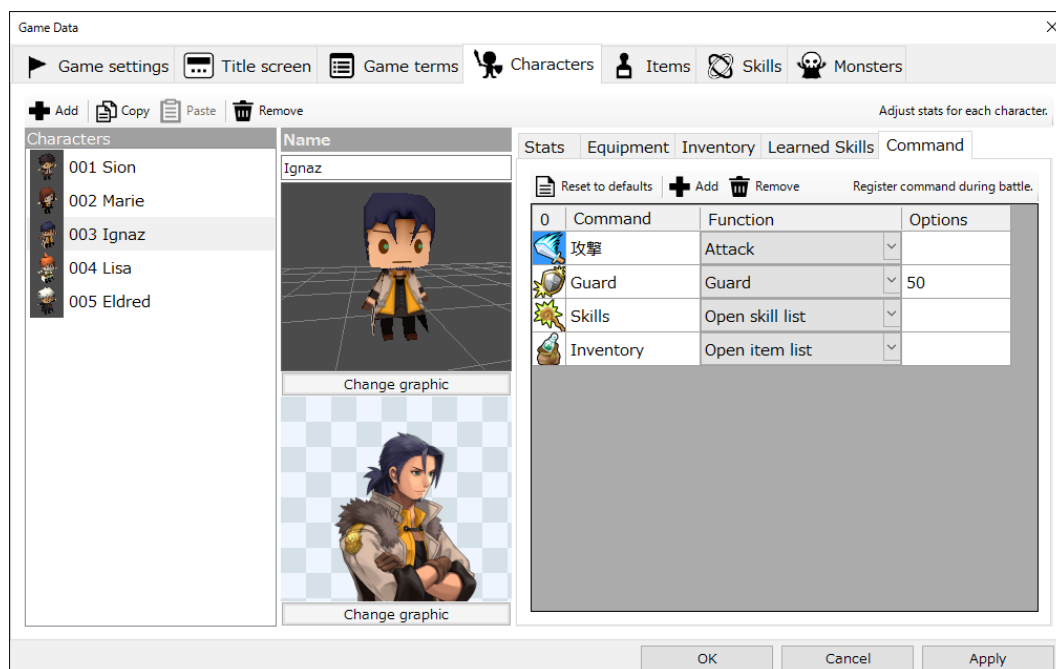 Game Data
Game settings Title screen Game terms Characters Items Skills Monsters
Add Copy Paste Remove Adjust stats for each character.
Characters
001 Sion
002 Marie
003 Ignaz
004 Lisa
005 Eldred
Name
Ignaz
Change graphic
Change graphic
Stats Equipment Inventory Learned Skills Command
Reset to defaults Add Remove Register command during battle.
0 Command Function Options
攻撃 Attack
Guard Guard 50
Skills Open skill list
Inventory Open item list
OK Cancel Apply